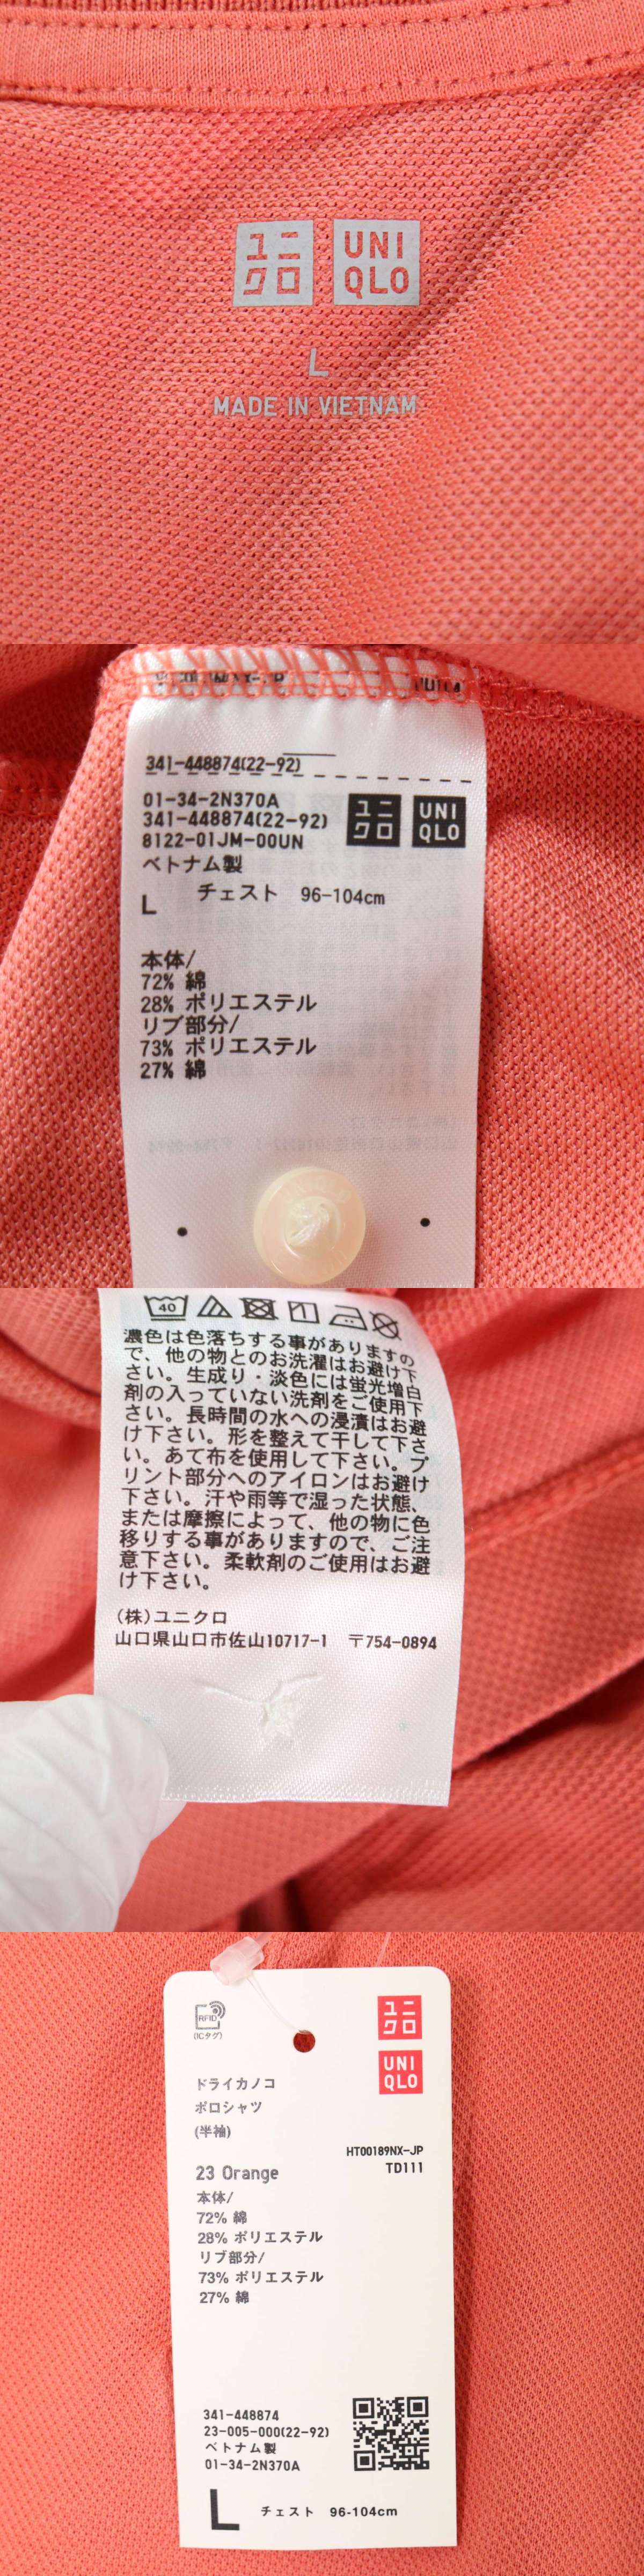 ユニ
クロ
UNI
QLO
L
MADE IN VIETNAM
341-448874(22-92)
01-34-2N370A
341-448874(22-92)
8122-01JM-00UN
ユニ
クロ
UNI
QLO
ベトナム製
L チェスト 96-104cm
本体/
72% 綿
28% ポリエステル
リブ部分/
73% ポリエステル
27% 綿
40
濃色は色落ちする事がありますの
で、他の物とのお洗濯はお避け下
さい。生成り・淡色には蛍光増白
剤の入っていない洗剤をご使用下
さい。長時間の水への浸漬はお避
け下さい。形を整えて干して下さ
い。あて布を使用して下さい。プ
リント部分へのアイロンはお避け
下さい。汗や雨等で湿った状態、
または摩擦によって、他の物に色
移りする事がありますので、ご注
意下さい。柔軟剤のご使用はお避
け下さい。
(株)ユニクロ
山口県山口市佐山10717-1 〒754-0894
RFID
(ICタグ)
ユニ
クロ
UNI
QLO
ドライカノコ
ポロシャツ
(半袖)
HT00189NX-JP
TD111
23 Orange
本体/
72% 綿
28% ポリエステル
リブ部分/
73% ポリエステル
27% 綿
341-448874
23-005-000(22-92)
ベトナム製
01-34-2N370A
L チェスト 96-104cm